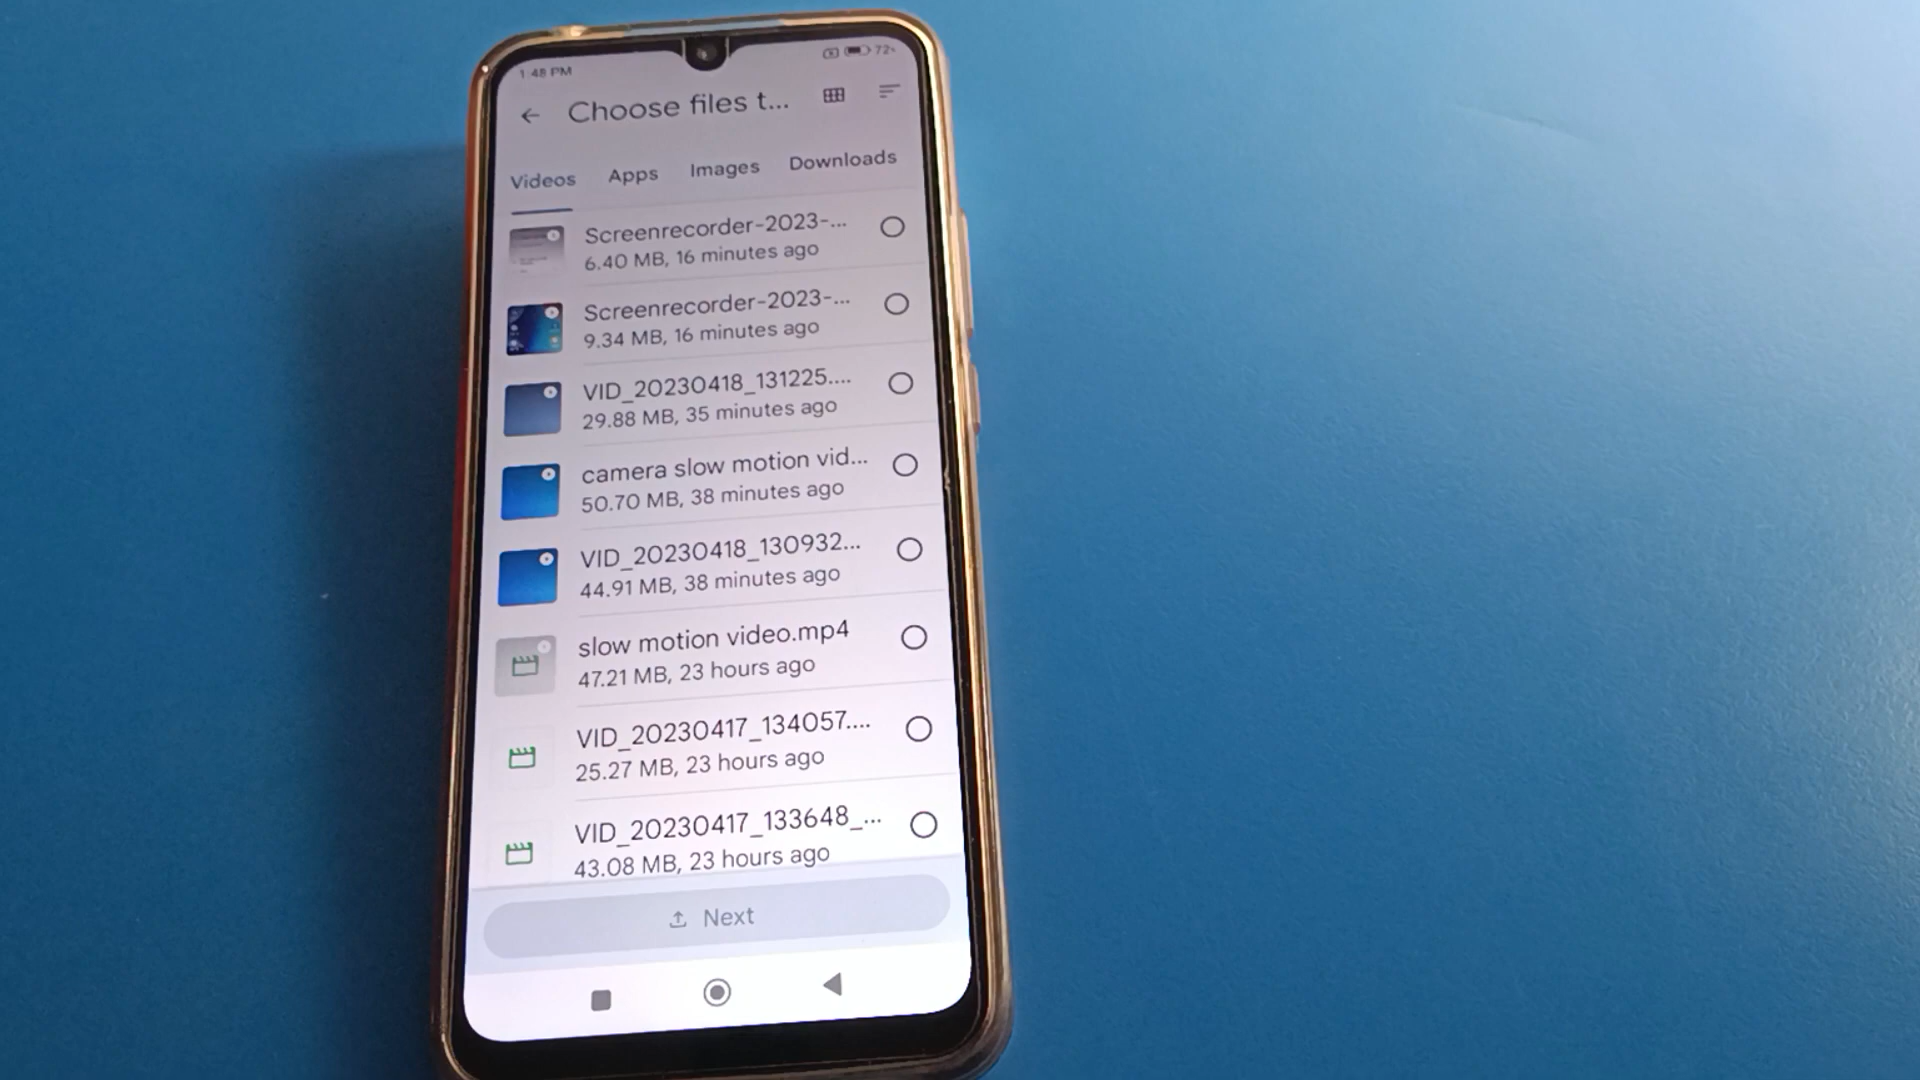 1:48 PM
72%
Choose files t...
Videos
Apps
Images
Downloads
Screenrecorder-2023-...
6.40 MB, 16 minutes ago
Screenrecorder-2023-...
9.34 MB, 16 minutes ago
VID_20230418_131225....
29.88 MB, 35 minutes ago
camera slow motion vid...
50.70 MB, 38 minutes ago
VID_20230418_130932...
44.91 MB, 38 minutes ago
slow motion video.mp4
47.21 MB, 23 hours ago
VID_20230417_134057....
25.27 MB, 23 hours ago
VID_20230417_133648_...
43.08 MB, 23 hours ago
Next